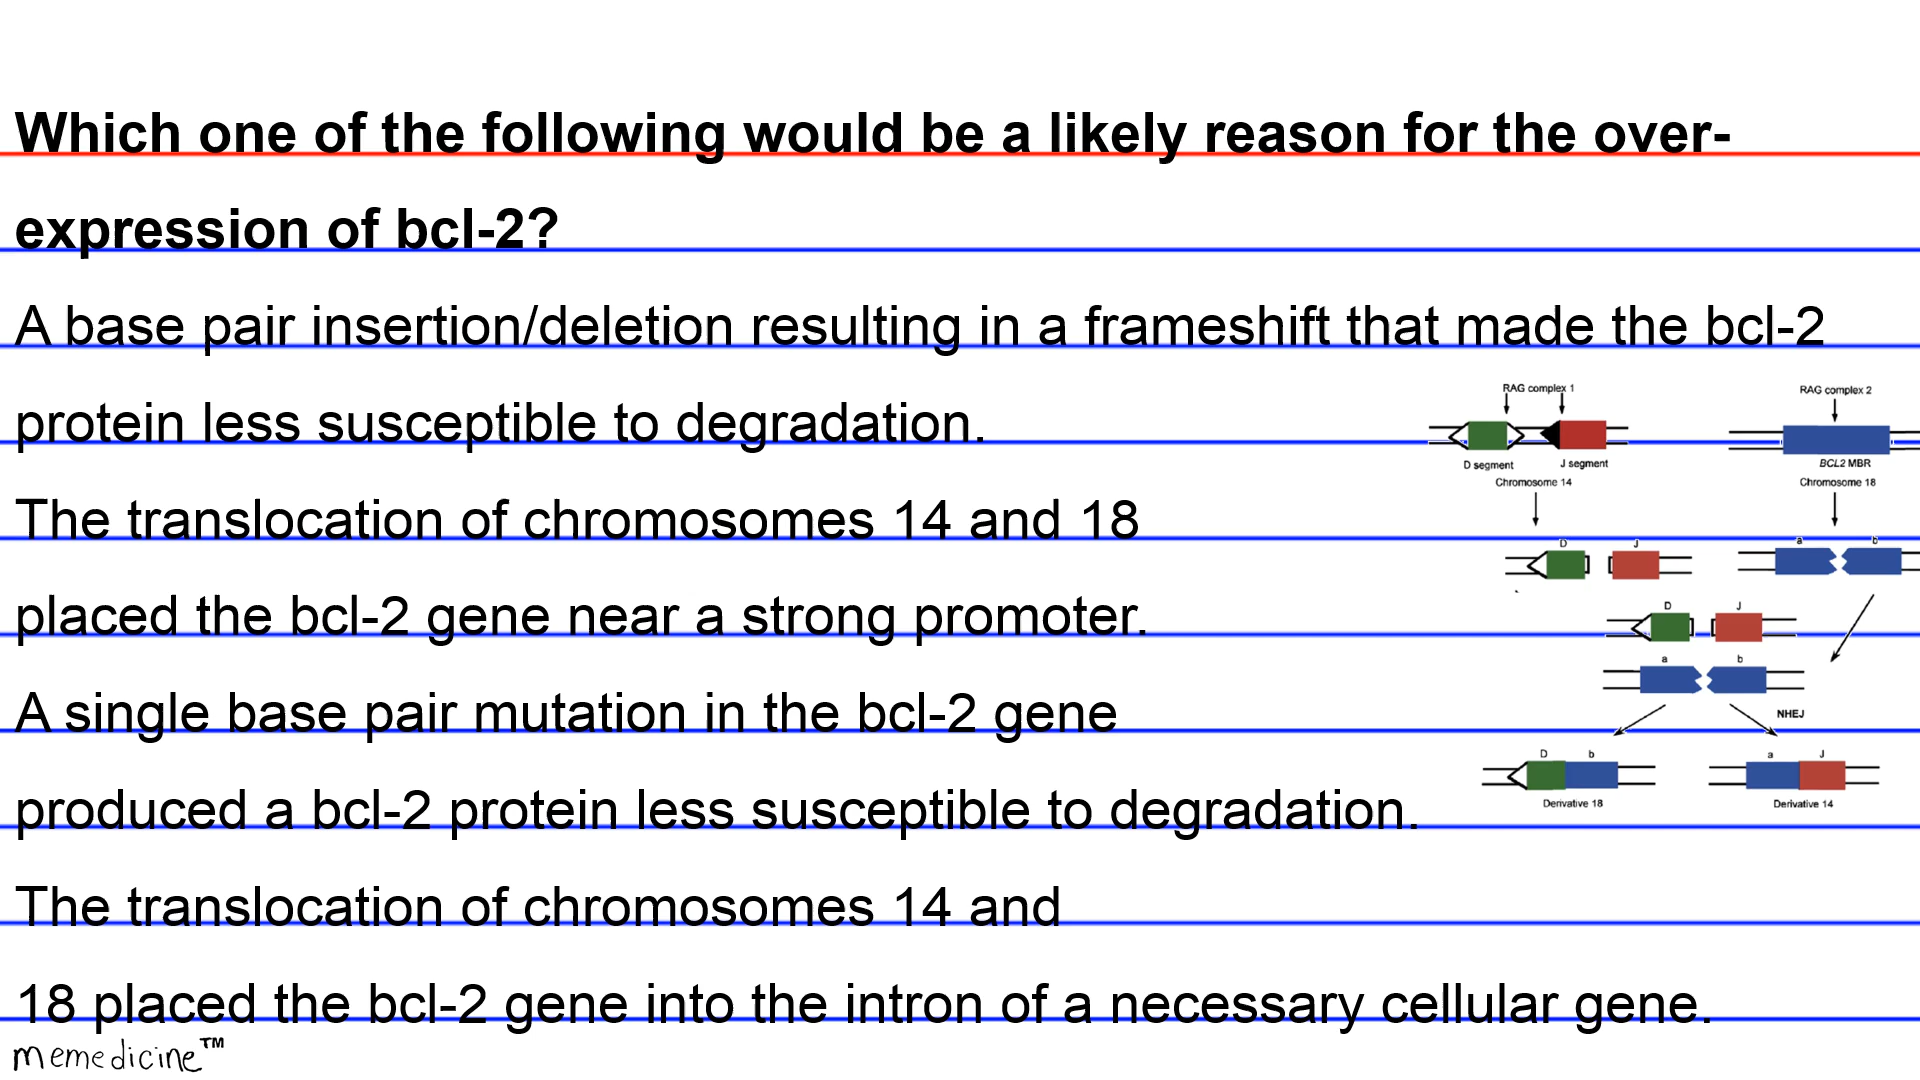 Which one of the following would be a likely reason for the over-
expression of bcl-2?
A base pair insertion/deletion resulting in a frameshift that made the bcl-2
protein less susceptible to degradation.
The translocation of chromosomes 14 and 18
placed the bcl-2 gene near a strong promoter.
A single base pair mutation in the bcl-2 gene
produced a bcl-2 protein less susceptible to degradation.
The translocation of chromosomes 14 and
18 placed the bcl-2 gene into the intron of a necessary cellular gene.
RAG complex 1
RAG complex 2
D segment
J segment
BCL2 MBR
Chromosome 14
Chromosome 18
D J
a b
D J
a b
NHEJ
D b
a J
Derivative 18
Derivative 14
memedicine™